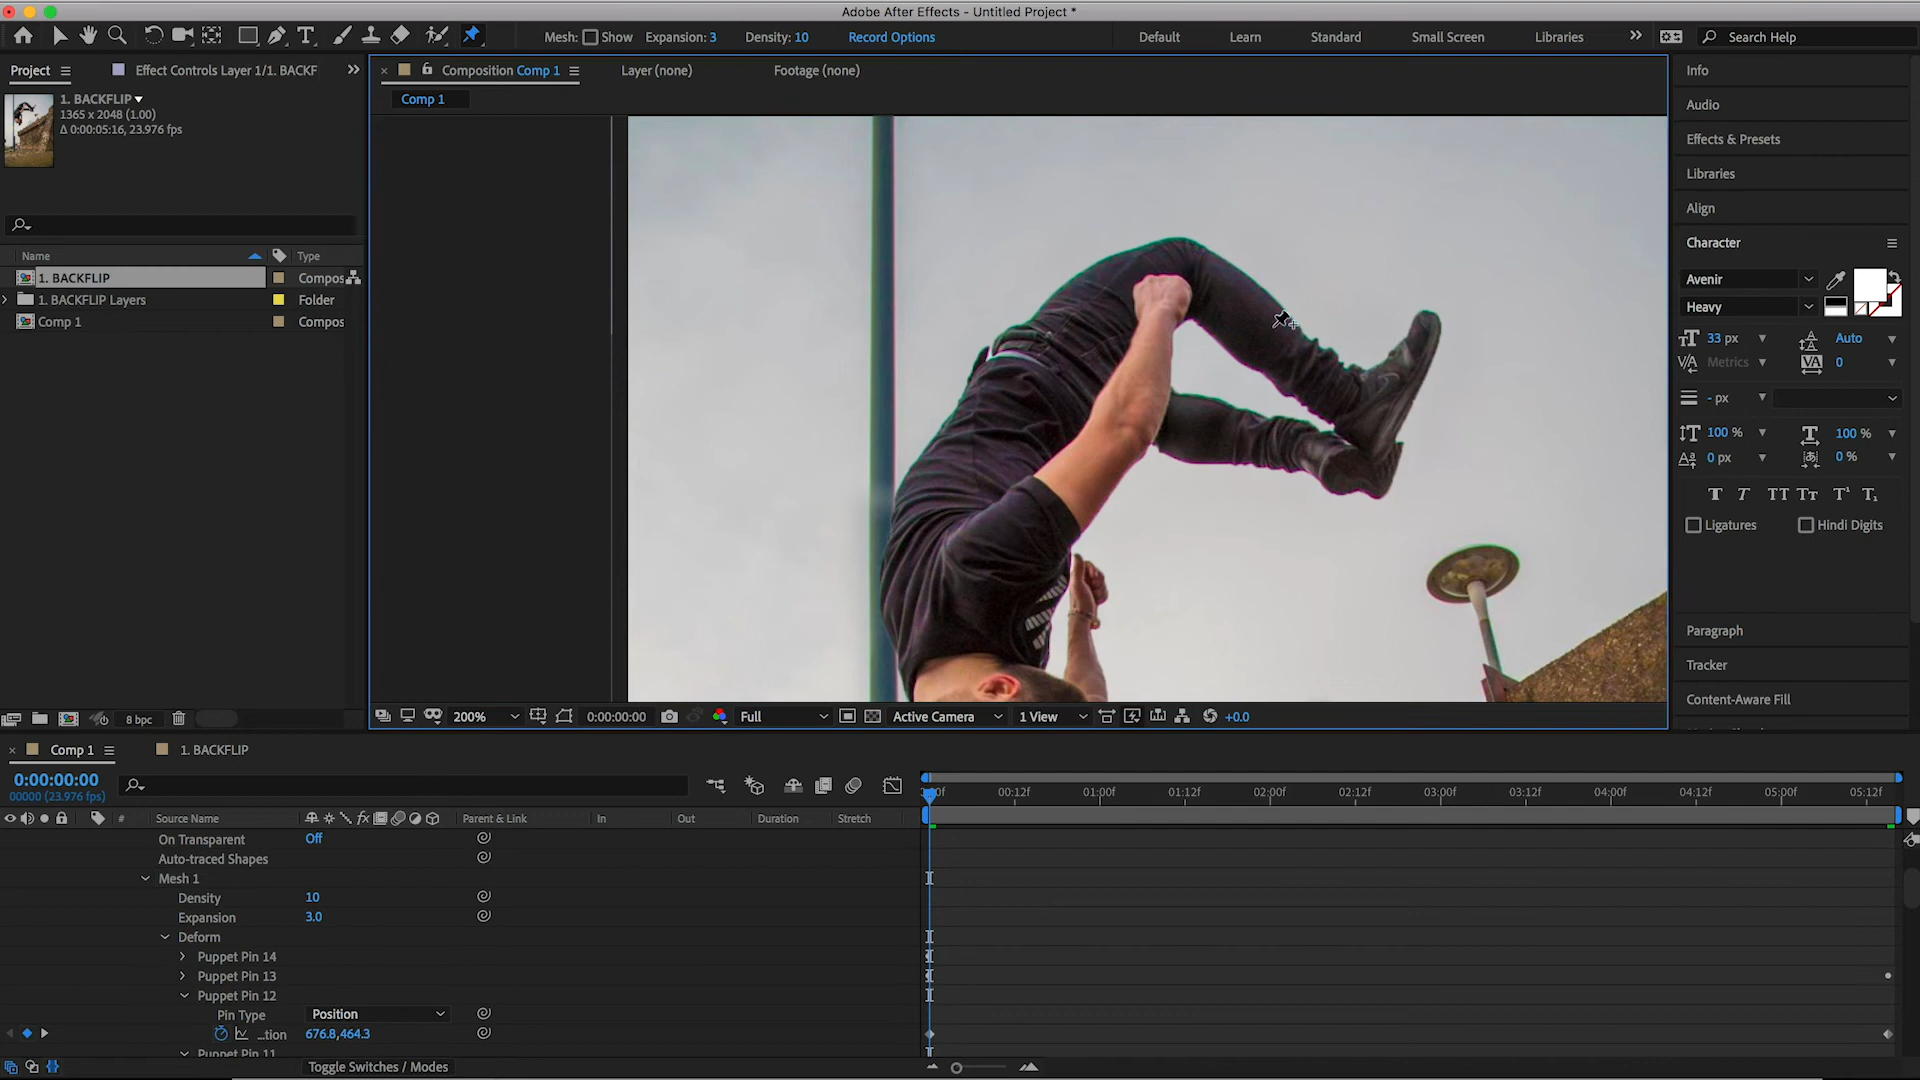 Adobe After Effects - Untitled Project *
Mesh: Show Expansion: 3 Density: 10 Record Options Default Learn Standard Small Screen Libraries Search Help
Project Effect Controls Layer 1/1. BACKF
Composition Comp 1 Layer (none) Footage (none)
Comp 1
1. BACKFLIP
1365 x 2048 (1.00)
Δ 0:00:05:16, 23.976 fps
Name Type
1. BACKFLIP Compos
1. BACKFLIP Layers Folder
Comp 1 Compos
8 bpc
200% 0:00:00:00 Full Active Camera 1 View +0.0
Info
Audio
Effects & Presets
Libraries
Align
Character
Avenir
Heavy
33 px Auto
Metrics 0
- px
100 % 100 %
0 px 0 %
T T TT Tr T¹ T₁
Ligatures Hindi Digits
Paragraph
Tracker
Content-Aware Fill
Comp 1 1. BACKFLIP
0:00:00:00
00000 (23.976 fps)
00f 00:12f 01:00f 01:12f 02:00f 02:12f 03:00f 03:12f 04:00f 04:12f 05:00f 05:12f
# Source Name Parent & Link In Out Duration Stretch
On Transparent Off
Auto-traced Shapes
Mesh 1
Density 10
Expansion 3.0
Deform
Puppet Pin 14
Puppet Pin 13
Puppet Pin 12
Pin Type Position
...tion 676.8,464.3
Puppet Pin 11
Toggle Switches / Modes